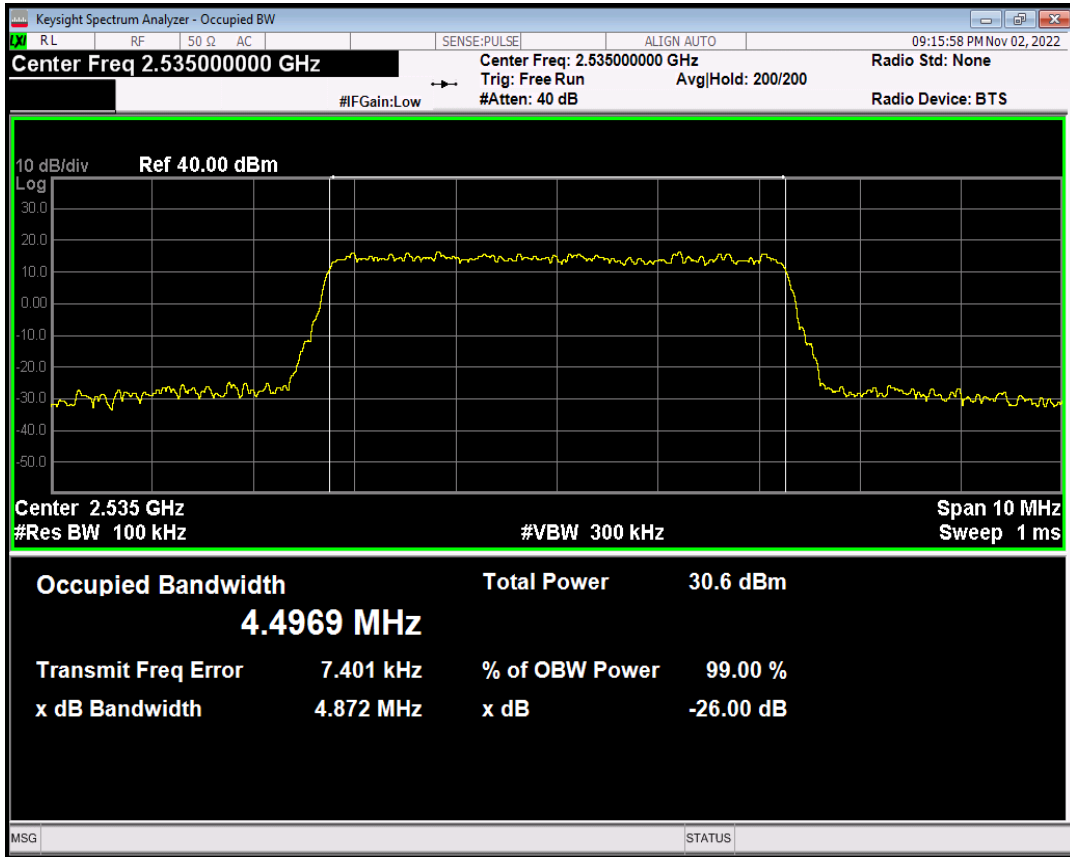 Keysight Spectrum Analyzer - Occupied BW
LXI RL RF 50 Ω AC SENSE:PULSE ALIGN AUTO 09:15:58 PM Nov 02, 2022
Center Freq 2.535000000 GHz Center Freq: 2.535000000 GHz Radio Std: None
Trig: Free Run Avg|Hold: 200/200
#IFGain:Low #Atten: 40 dB Radio Device: BTS
10 dB/div Ref 40.00 dBm
Log
30.0
20.0
10.0
0.00
-10.0
-20.0
-30.0
-40.0
-50.0
Center 2.535 GHz Span 10 MHz
#Res BW 100 kHz #VBW 300 kHz Sweep 1 ms
Occupied Bandwidth Total Power 30.6 dBm
4.4969 MHz
Transmit Freq Error 7.401 kHz % of OBW Power 99.00 %
x dB Bandwidth 4.872 MHz x dB -26.00 dB
MSG STATUS